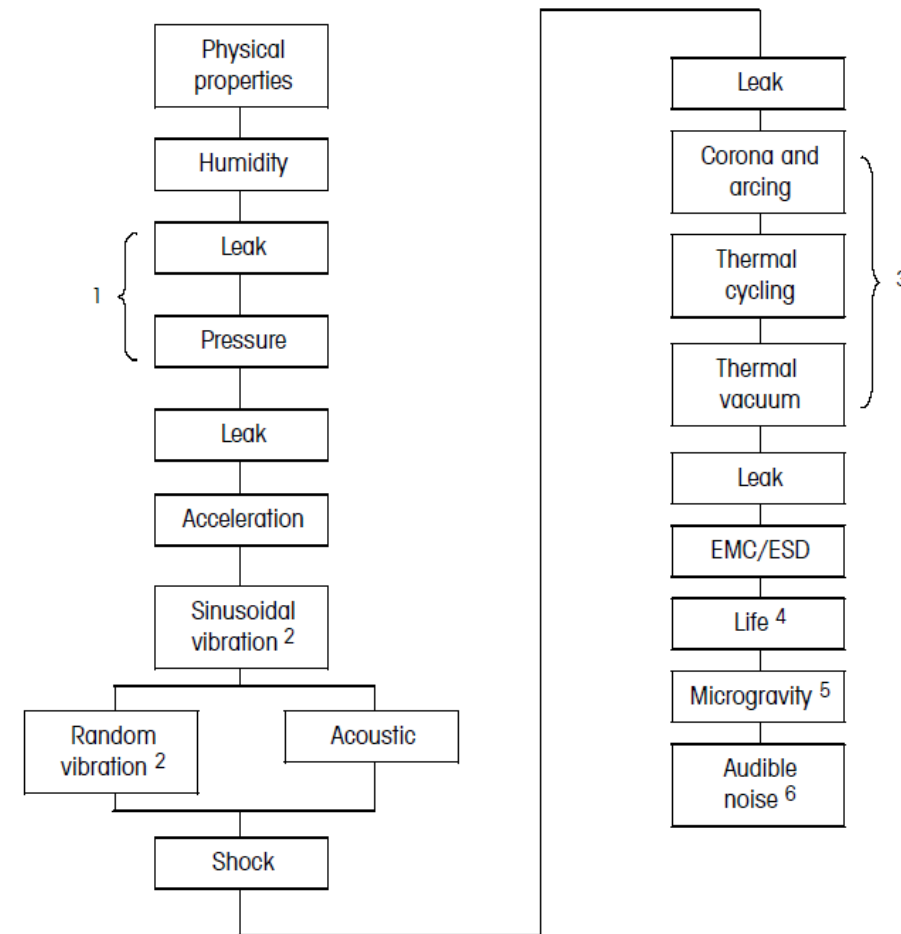 Physical
properties
Humidity
Leak
1
Pressure
Leak
Acceleration
Sinusoidal
vibration 2
Random
vibration 2
Acoustic
Shock
Leak
Corona and
arcing
Thermal
cycling
3
Thermal
vacuum
Leak
EMC/ESD
Life 4
Microgravity 5
Audible
noise 6